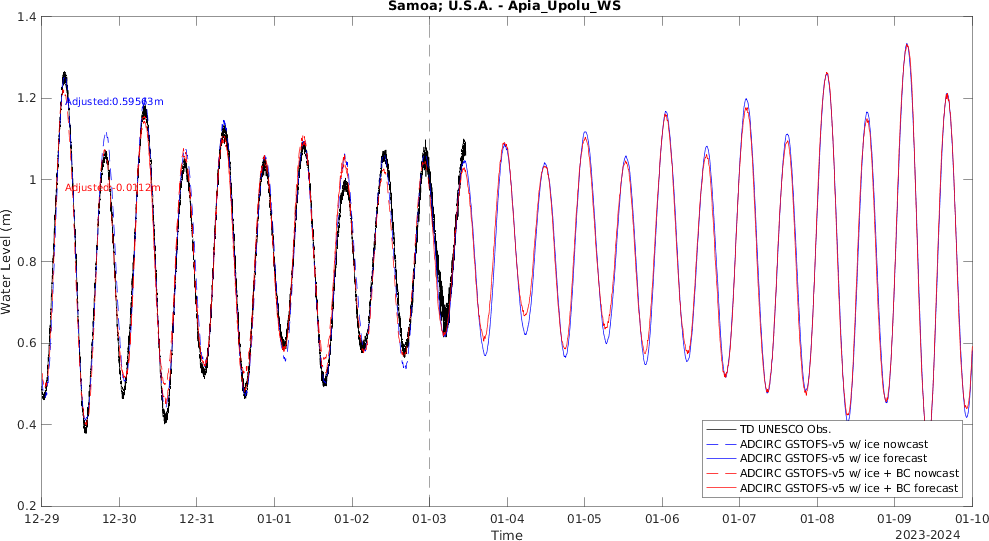 Samoa; U.S.A. - Apia_Upolu_WS
Water Level (m)
1.4
1.2
1
0.8
0.6
0.4
0.2
Adjusted:0.59563m
Adjusted:-0.0112m
TD UNESCO Obs.
ADCIRC GSTOFS-v5 w/ ice nowcast
ADCIRC GSTOFS-v5 w/ ice forecast
ADCIRC GSTOFS-v5 w/ ice + BC nowcast
ADCIRC GSTOFS-v5 w/ ice + BC forecast
12-29 12-30 12-31 01-01 01-02 01-03 01-04 01-05 01-06 01-07 01-08 01-09 01-10
Time
2023-2024